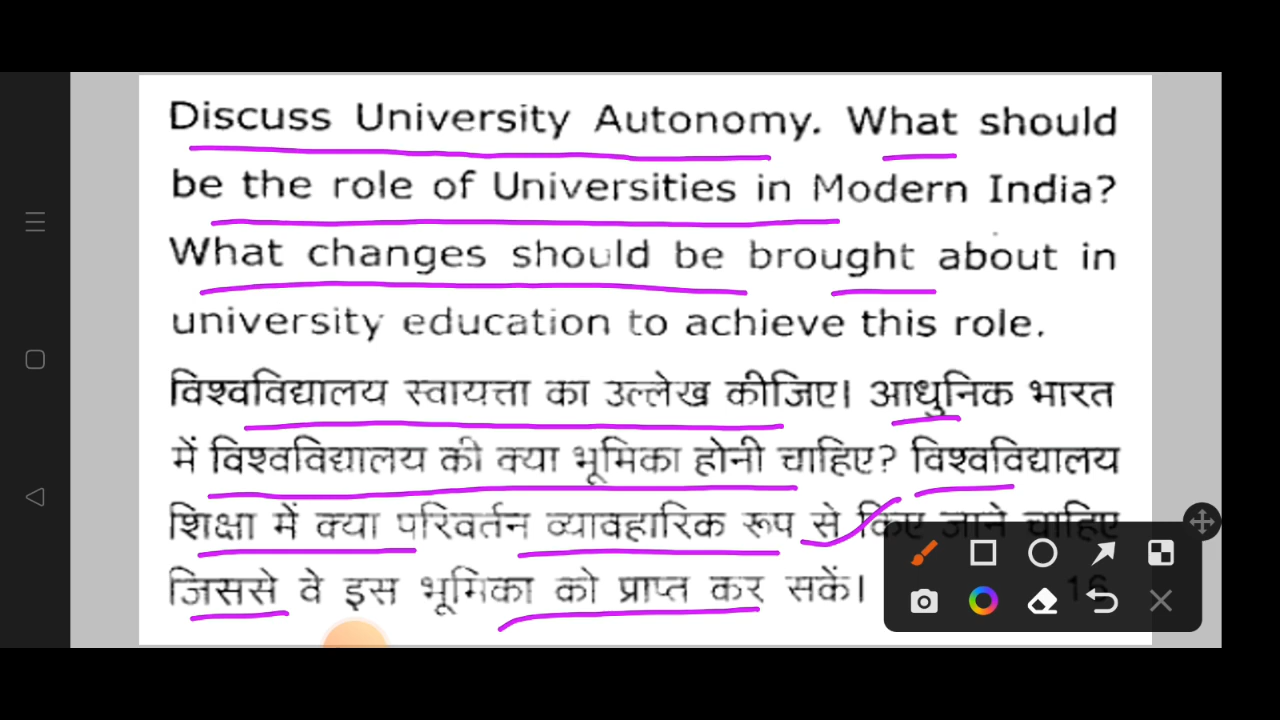 Discuss University Autonomy. What should
be the role of Universities in Modern India?
What changes should be brought about in
university education to achieve this role.
विश्वविद्यालय स्वायत्ता का उल्लेख कीजिए। आधुनिक भारत
में विश्वविद्यालय की क्या भूमिका होनी चाहिए? विश्वविद्यालय
शिक्षा में क्या परिवर्तन व्यावहारिक रूप से किए जाने चाहिए
जिससे वे इस भूमिका को प्राप्त कर सकें। 16